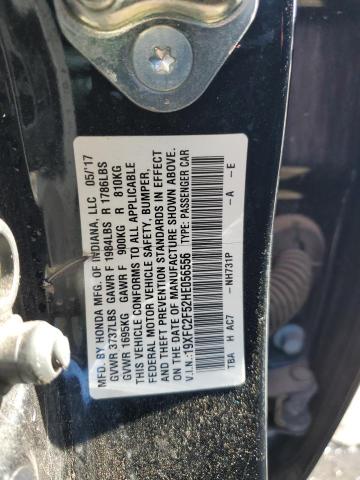 MFD. BY HONDA MFG. OF INDIANA, LLC 05/17
GVWR 3737LBS GAWR F 1984LBS R 1786LBS
GVWR 1695KG GAWR F 900KG R 810KG
THIS VEHICLE CONFORMS TO ALL APPLICABLE
FEDERAL MOTOR VEHICLE SAFETY, BUMPER,
AND THEFT PREVENTION STANDARDS IN EFFECT
ON THE DATE OF MANUFACTURE SHOWN ABOVE.
V.I.N.: 19XFC2F52HE056556 TYPE: PASSENGER CAR
-NH731P -A -E
TBA H AC7